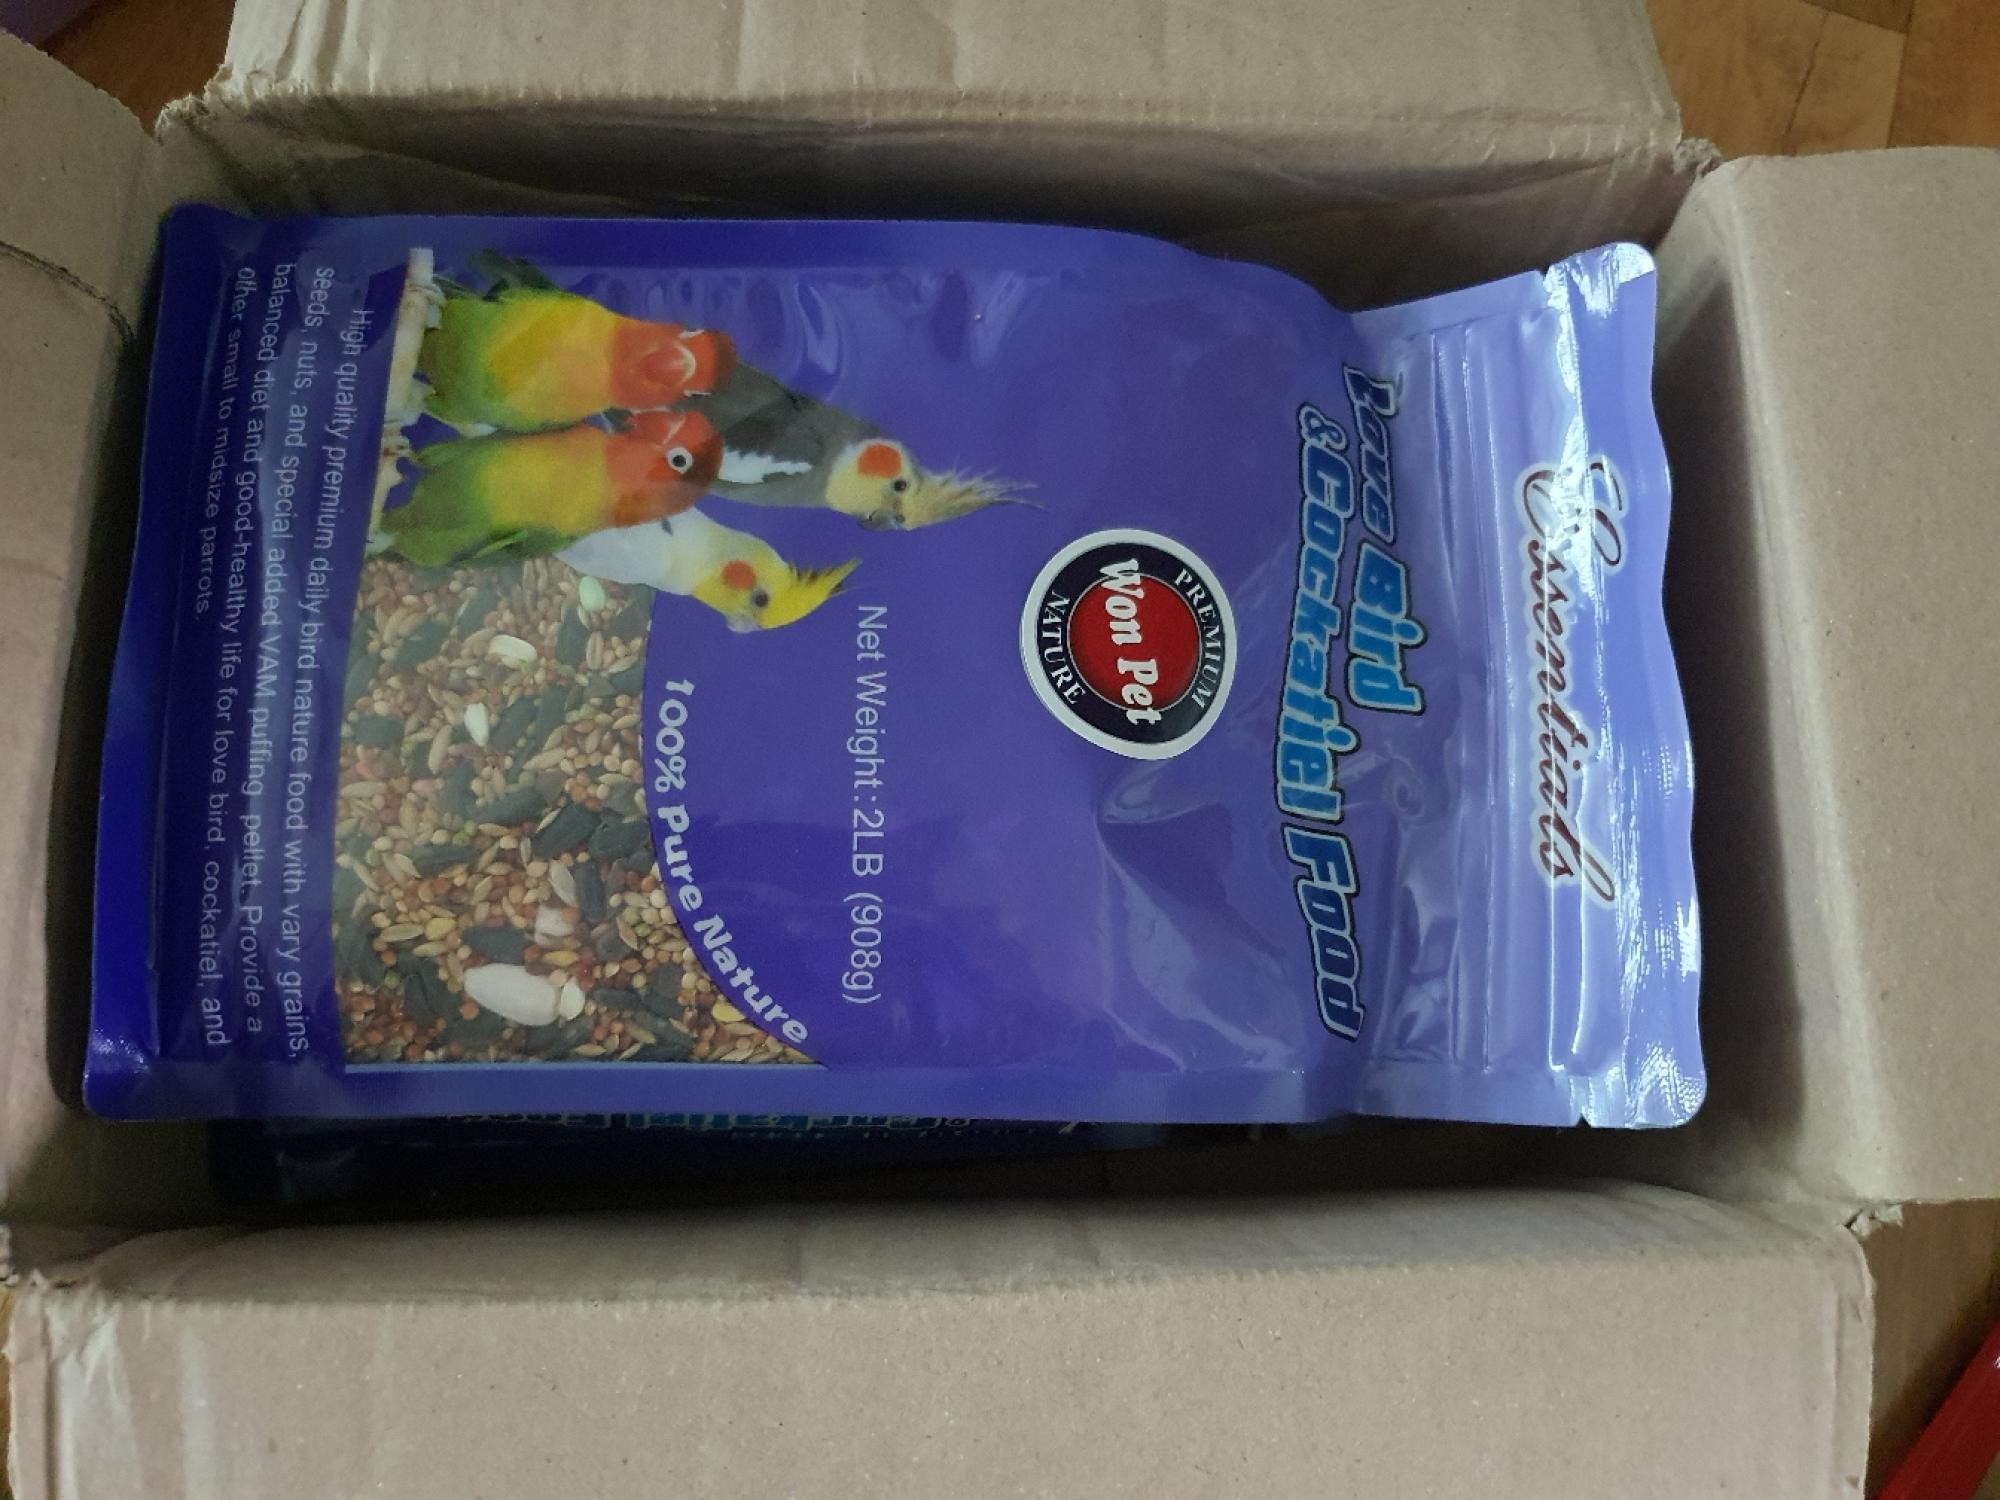 Essentials
Love Bird
& Cockatiel Food
PREMIUM
Won Pet
NATURE
Net Weight:2LB (908g)
100% Pure Nature
High quality premium daily bird nature food with vary grains,
seeds, nuts, and special added VAM puffing pellet. Provide a
balanced diet and good-healthy life for love bird, cockatiel, and
other small to midsize parrots.
& Cockatiel Food